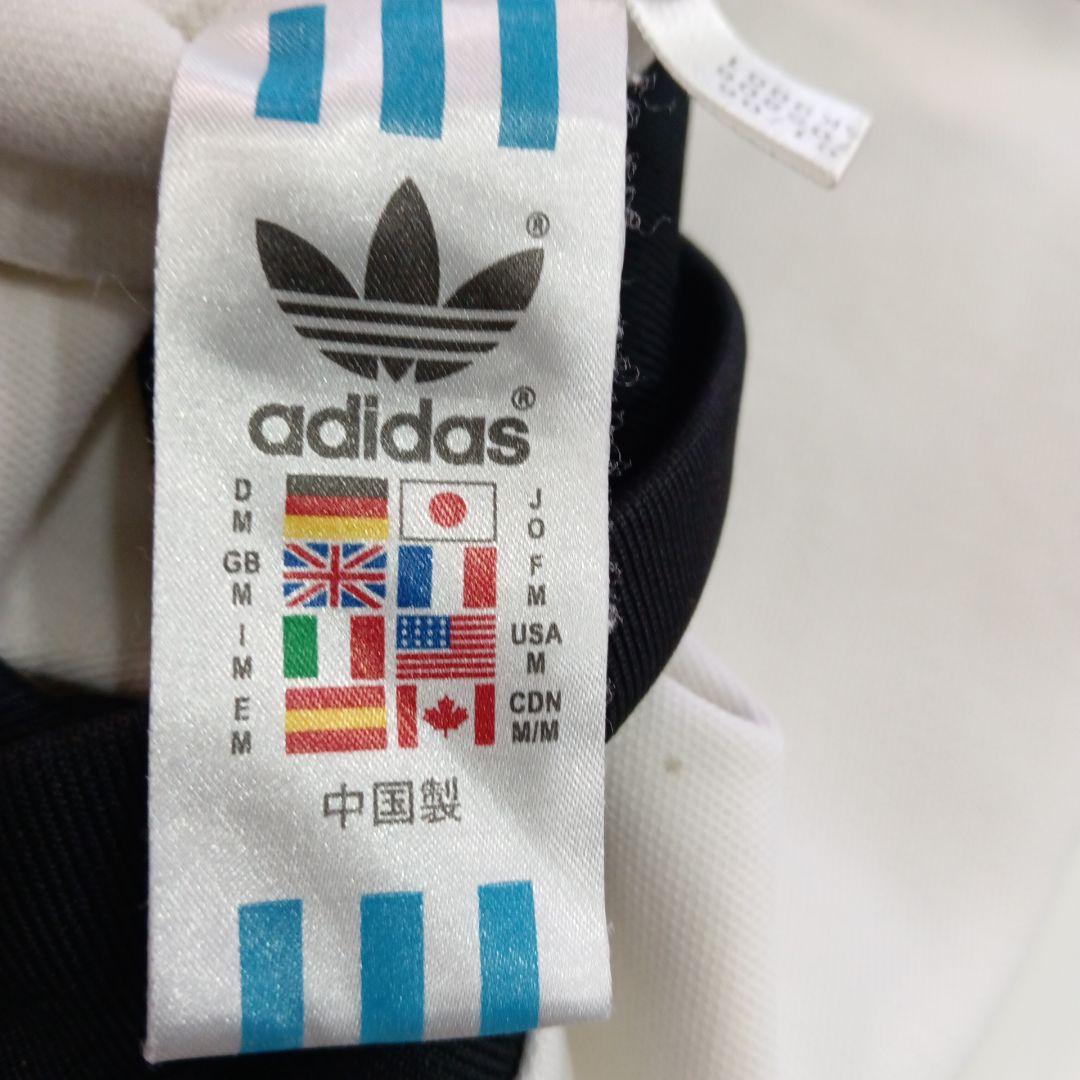 ®
adidas®
D J
M O
GB F
M M
I USA
M M
E CDN
M M/M
中国製